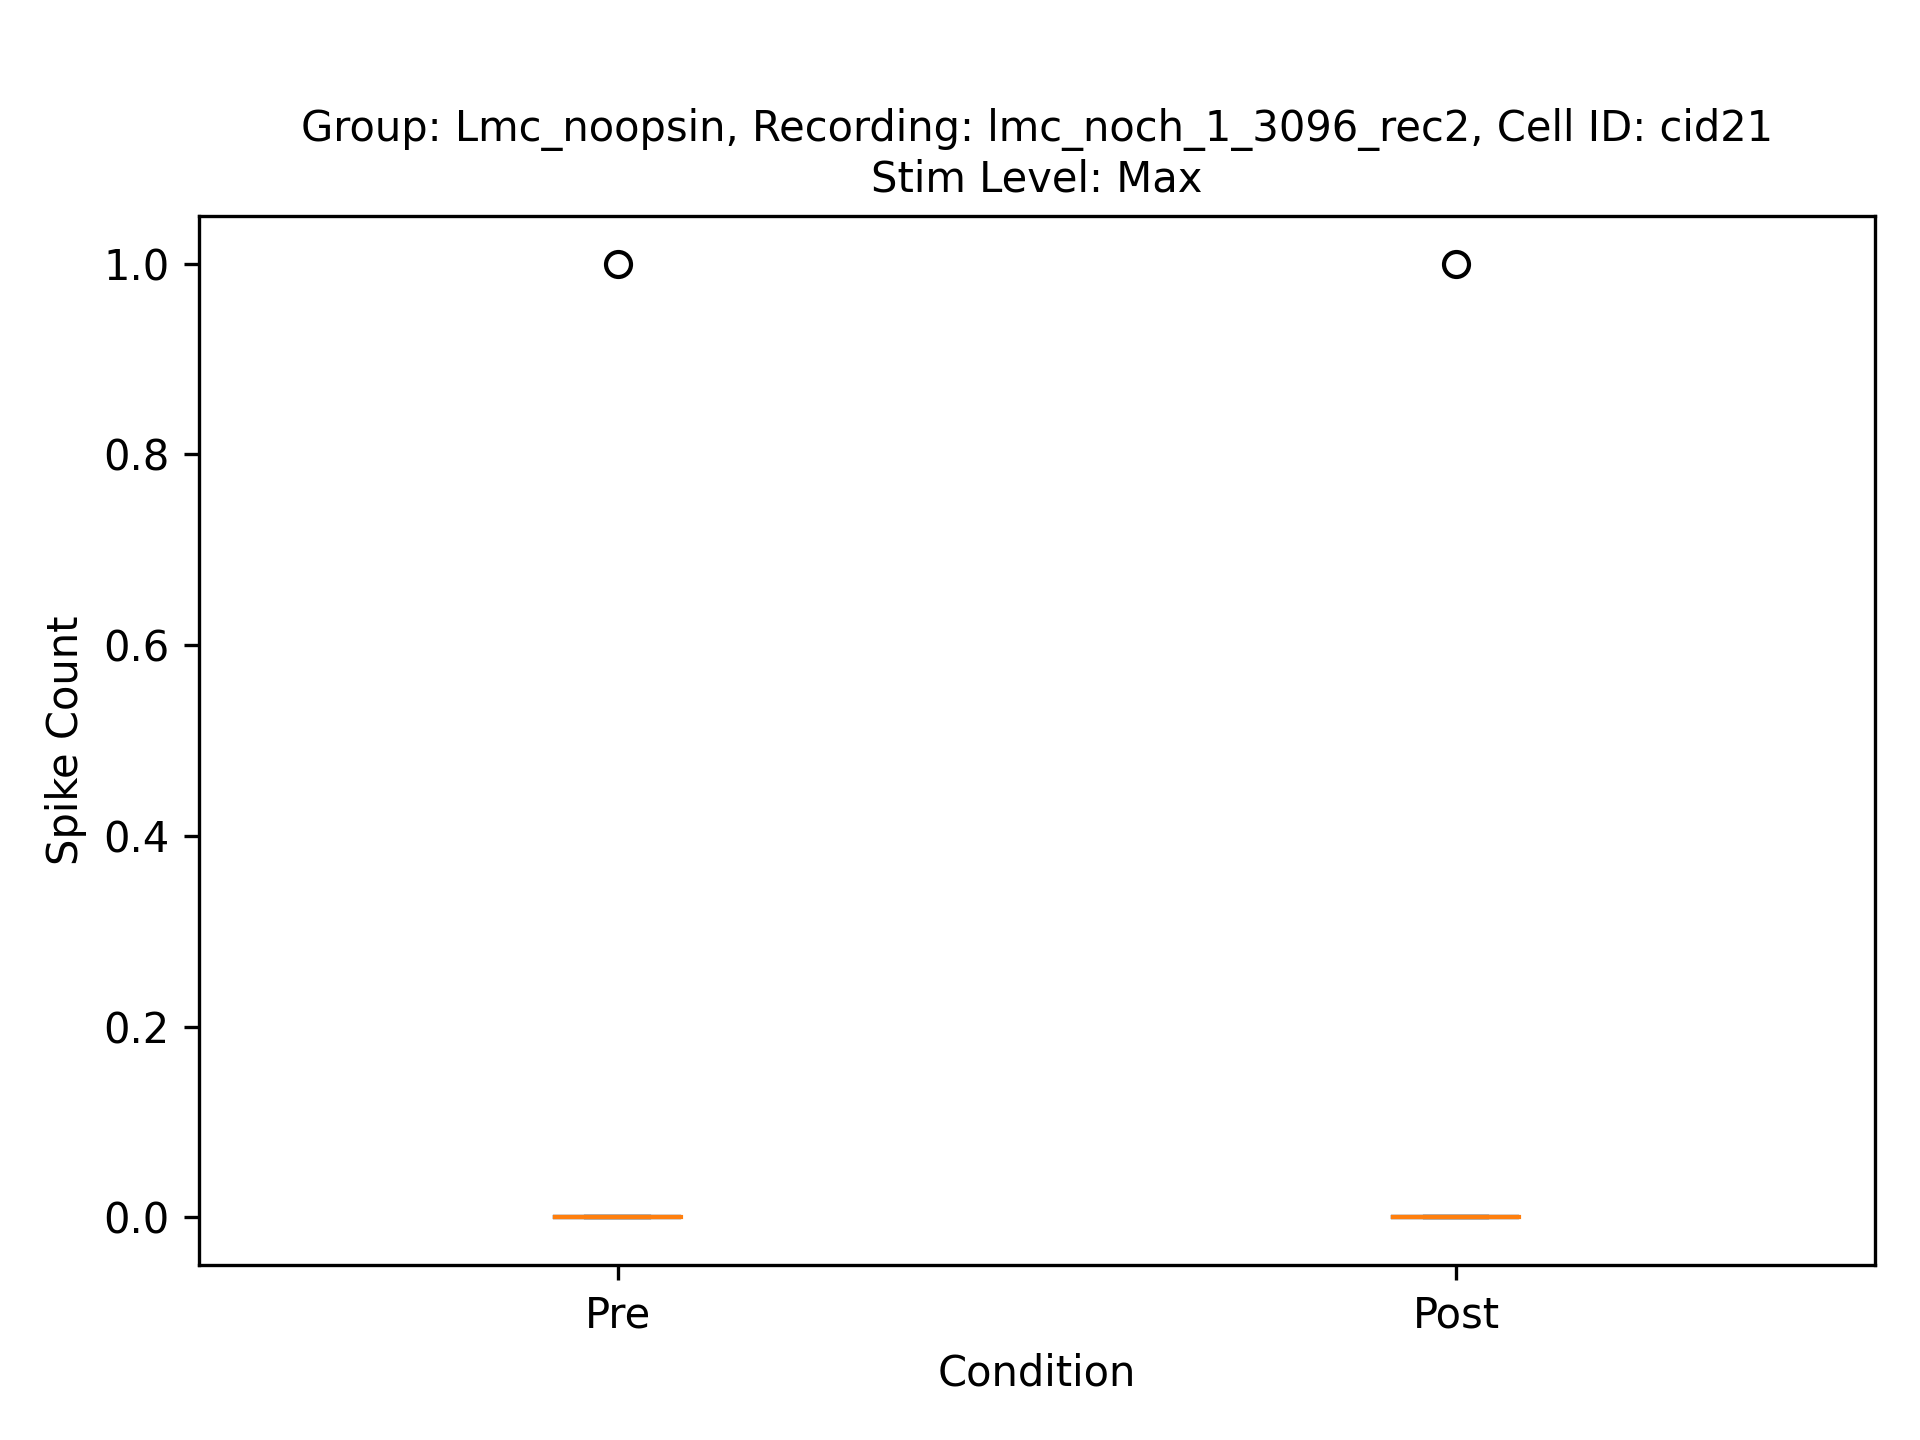 Group: Lmc_noopsin, Recording: lmc_noch_1_3096_rec2, Cell ID: cid21
Stim Level: Max
1.0
0.8
0.6
0.4
0.2
0.0
Spike Count
Pre
Post
Condition